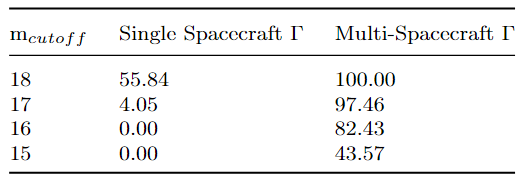 m_cutoff Single Spacecraft Γ Multi-Spacecraft Γ
18 55.84 100.00
17 4.05 97.46
16 0.00 82.43
15 0.00 43.57